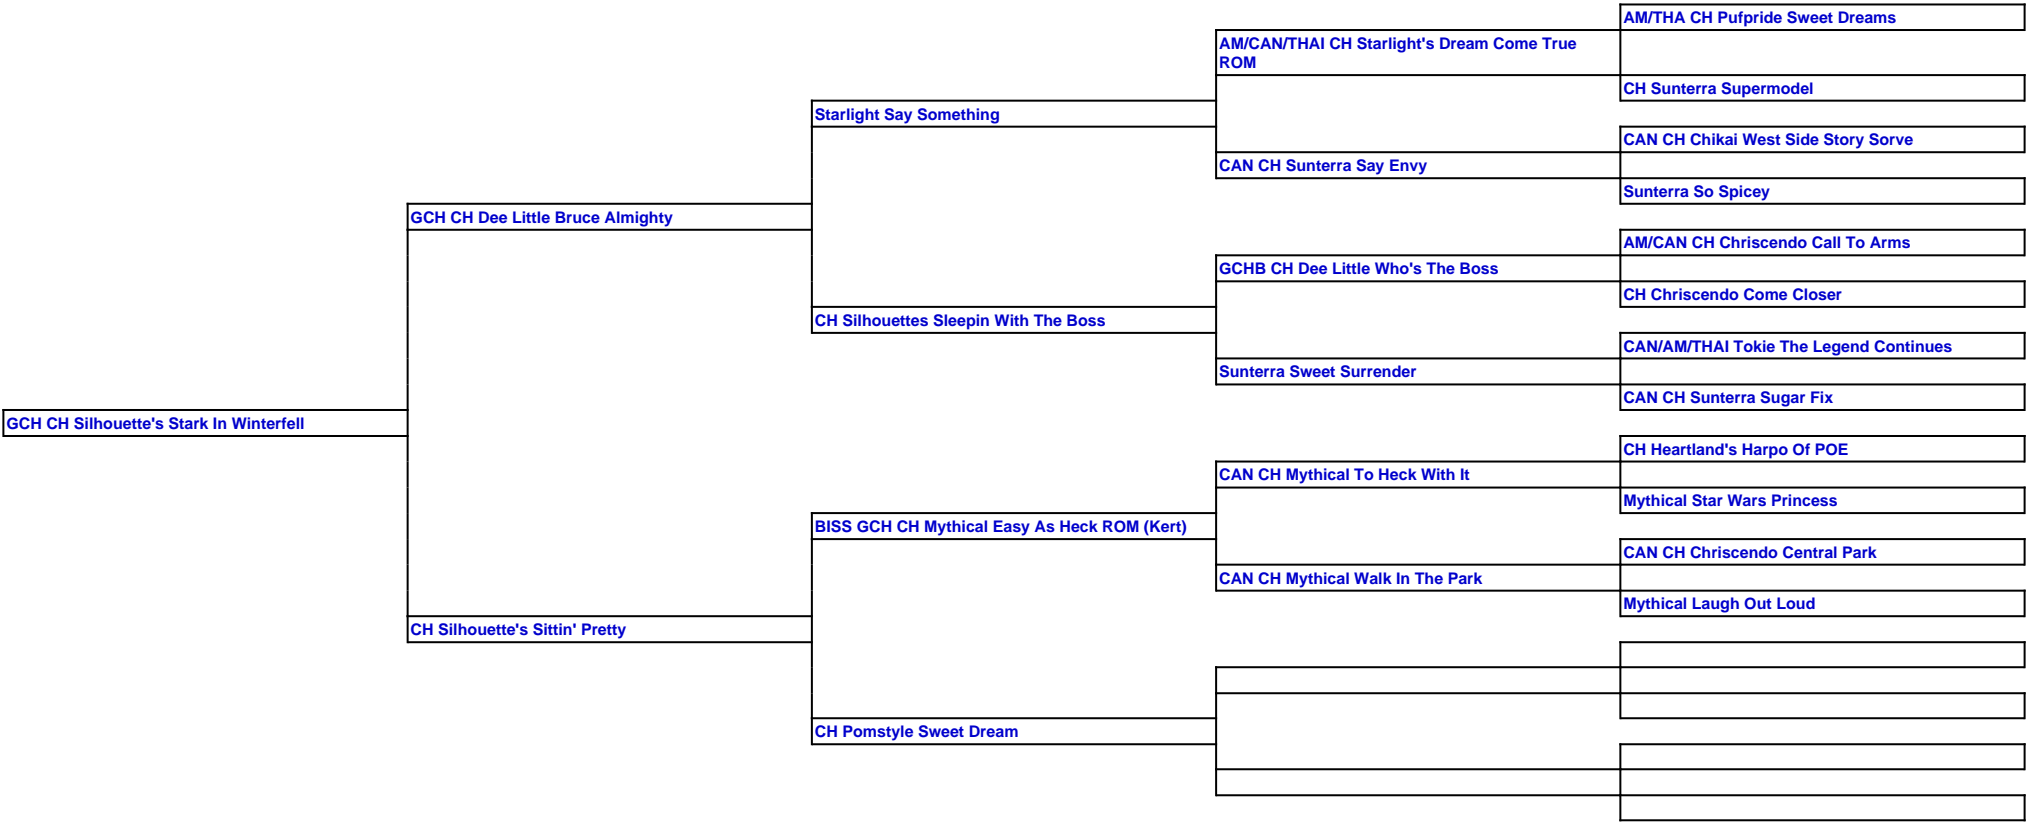 AM/THA CH Pufpride Sweet Dreams
AM/CAN/THAI CH Starlight's Dream Come True
ROM
CH Sunterra Supermodel
Starlight Say Something
CAN CH Chikai West Side Story Sorve
CAN CH Sunterra Say Envy
Sunterra So Spicey
GCH CH Dee Little Bruce Almighty
AM/CAN CH Chriscendo Call To Arms
GCHB CH Dee Little Who's The Boss
CH Chriscendo Come Closer
CH Silhouettes Sleepin With The Boss
CAN/AM/THAI Tokie The Legend Continues
Sunterra Sweet Surrender
CAN CH Sunterra Sugar Fix
GCH CH Silhouette's Stark In Winterfell
CH Heartland's Harpo Of POE
CAN CH Mythical To Heck With It
Mythical Star Wars Princess
BISS GCH CH Mythical Easy As Heck ROM (Kert)
CAN CH Chriscendo Central Park
CAN CH Mythical Walk In The Park
Mythical Laugh Out Loud
CH Silhouette's Sittin' Pretty
CH Pomstyle Sweet Dream